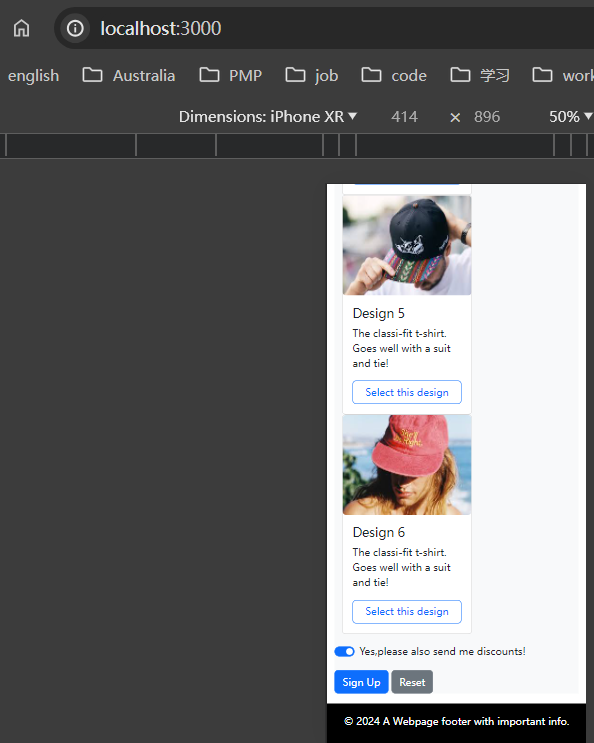 localhost:3000
english Australia PMP job code 学习 work
Dimensions: iPhone XR 414 × 896 50%
Design 5
The classi-fit t-shirt.
Goes well with a suit
and tie!
Select this design
Design 6
The classi-fit t-shirt.
Goes well with a suit
and tie!
Select this design
Yes,please also send me discounts!
Sign Up Reset
© 2024 A Webpage footer with important info.